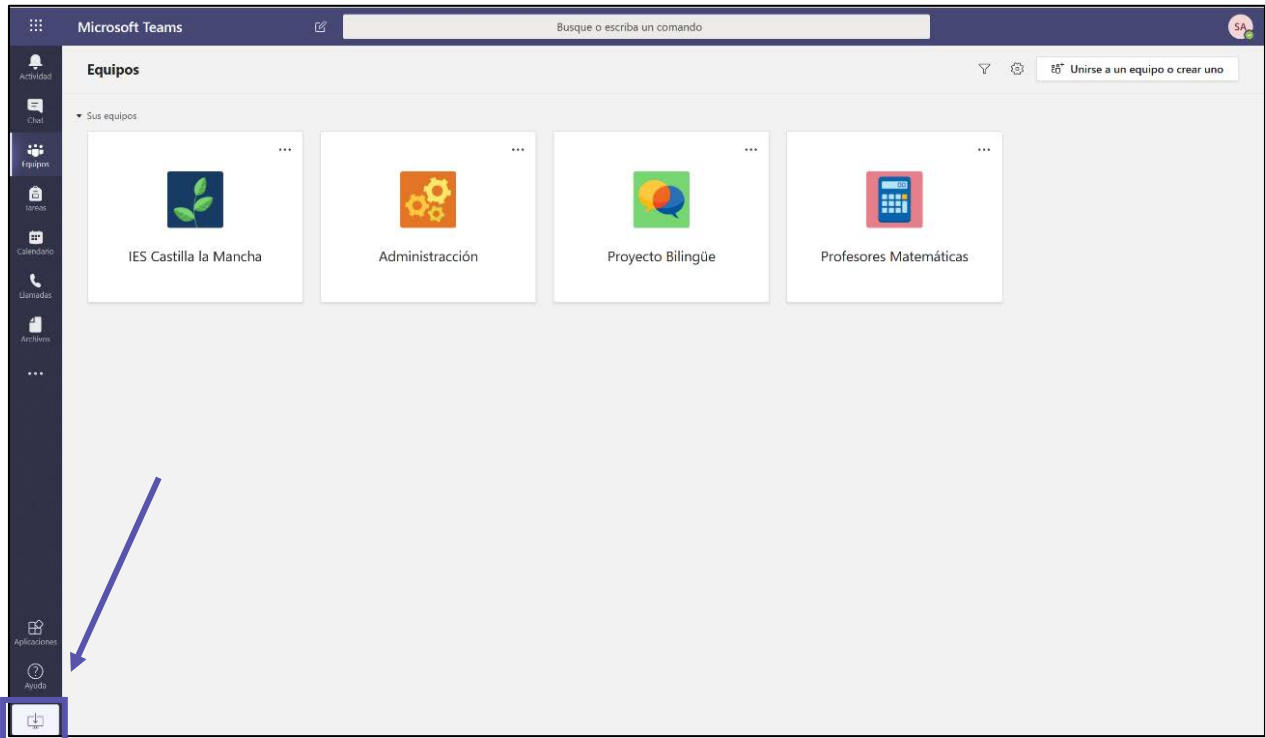 Microsoft Teams
Busque o escriba un comando
SA
Actividad
Equipos
Unirse a un equipo o crear uno
Chat
Sus equipos
Equipos
Tareas
Calendario
IES Castilla la Mancha
Administracción
Proyecto Bilingüe
Profesores Matemáticas
Llamadas
Archivos
Aplicaciones
Ayuda